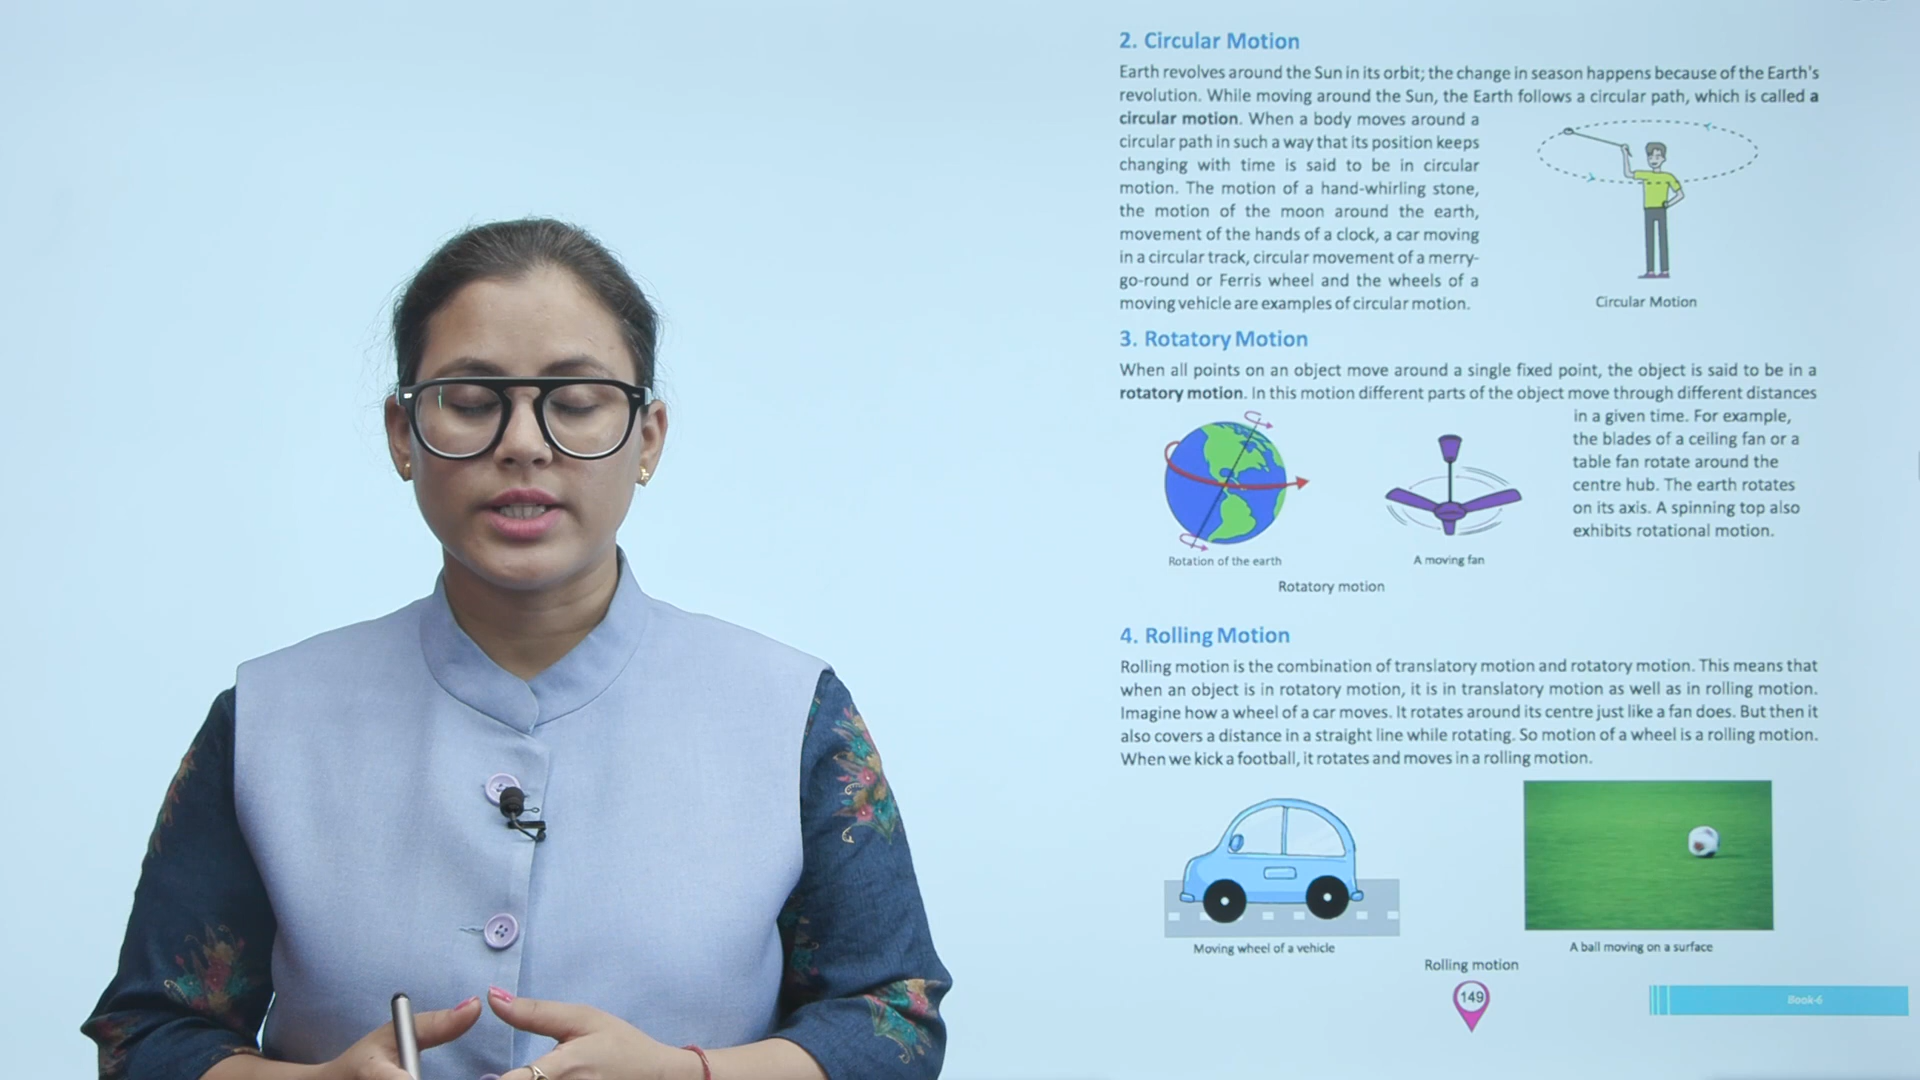 2. Circular Motion
Earth revolves around the Sun in its orbit; the change in season happens because of the Earth's
revolution. While moving around the Sun, the Earth follows a circular path, which is called a
circular motion. When a body moves around a
circular path in such a way that its position keeps
changing with time is said to be in circular
motion. The motion of a hand-whirling stone,
the motion of the moon around the earth,
movement of the hands of a clock, a car moving
in a circular track, circular movement of a merry-
go-round or Ferris wheel and the wheels of a
moving vehicle are examples of circular motion.
Circular Motion
3. Rotatory Motion
When all points on an object move around a single fixed point, the object is said to be in a
rotatory motion. In this motion different parts of the object move through different distances
in a given time. For example,
the blades of a ceiling fan or a
table fan rotate around the
centre hub. The earth rotates
on its axis. A spinning top also
exhibits rotational motion.
Rotation of the earth
A moving fan
Rotatory motion
4. Rolling Motion
Rolling motion is the combination of translatory motion and rotatory motion. This means that
when an object is in rotatory motion, it is in translatory motion as well as in rolling motion.
Imagine how a wheel of a car moves. It rotates around its centre just like a fan does. But then it
also covers a distance in a straight line while rotating. So motion of a wheel is a rolling motion.
When we kick a football, it rotates and moves in a rolling motion.
Moving wheel of a vehicle
A ball moving on a surface
Rolling motion
149
Book-6